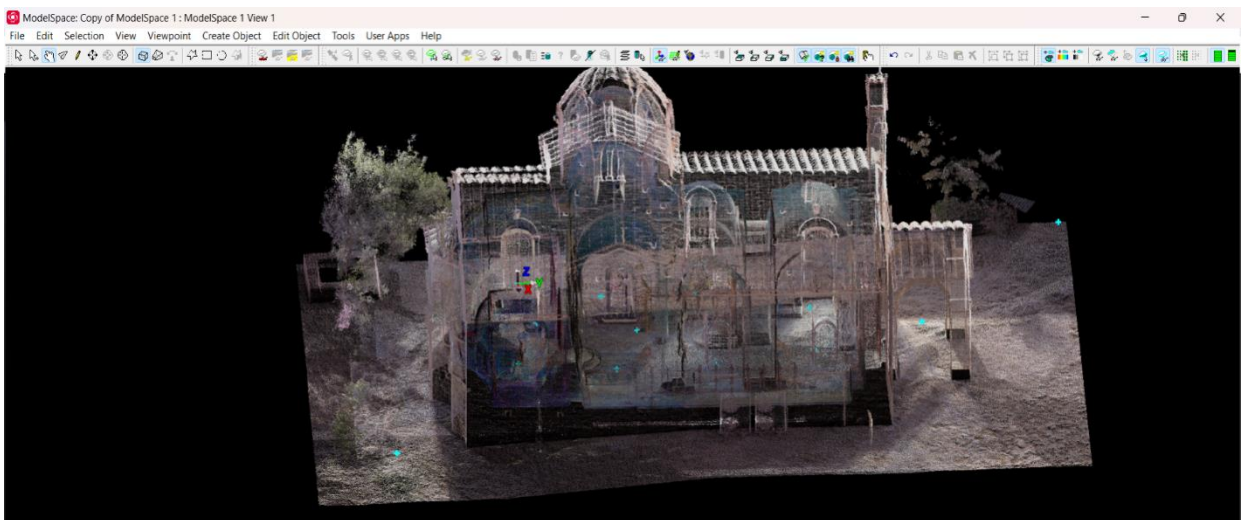 ModelSpace: Copy of ModelSpace 1 : ModelSpace 1 View 1
File Edit Selection View Viewpoint Create Object Edit Object Tools User Apps Help
Z
X Y